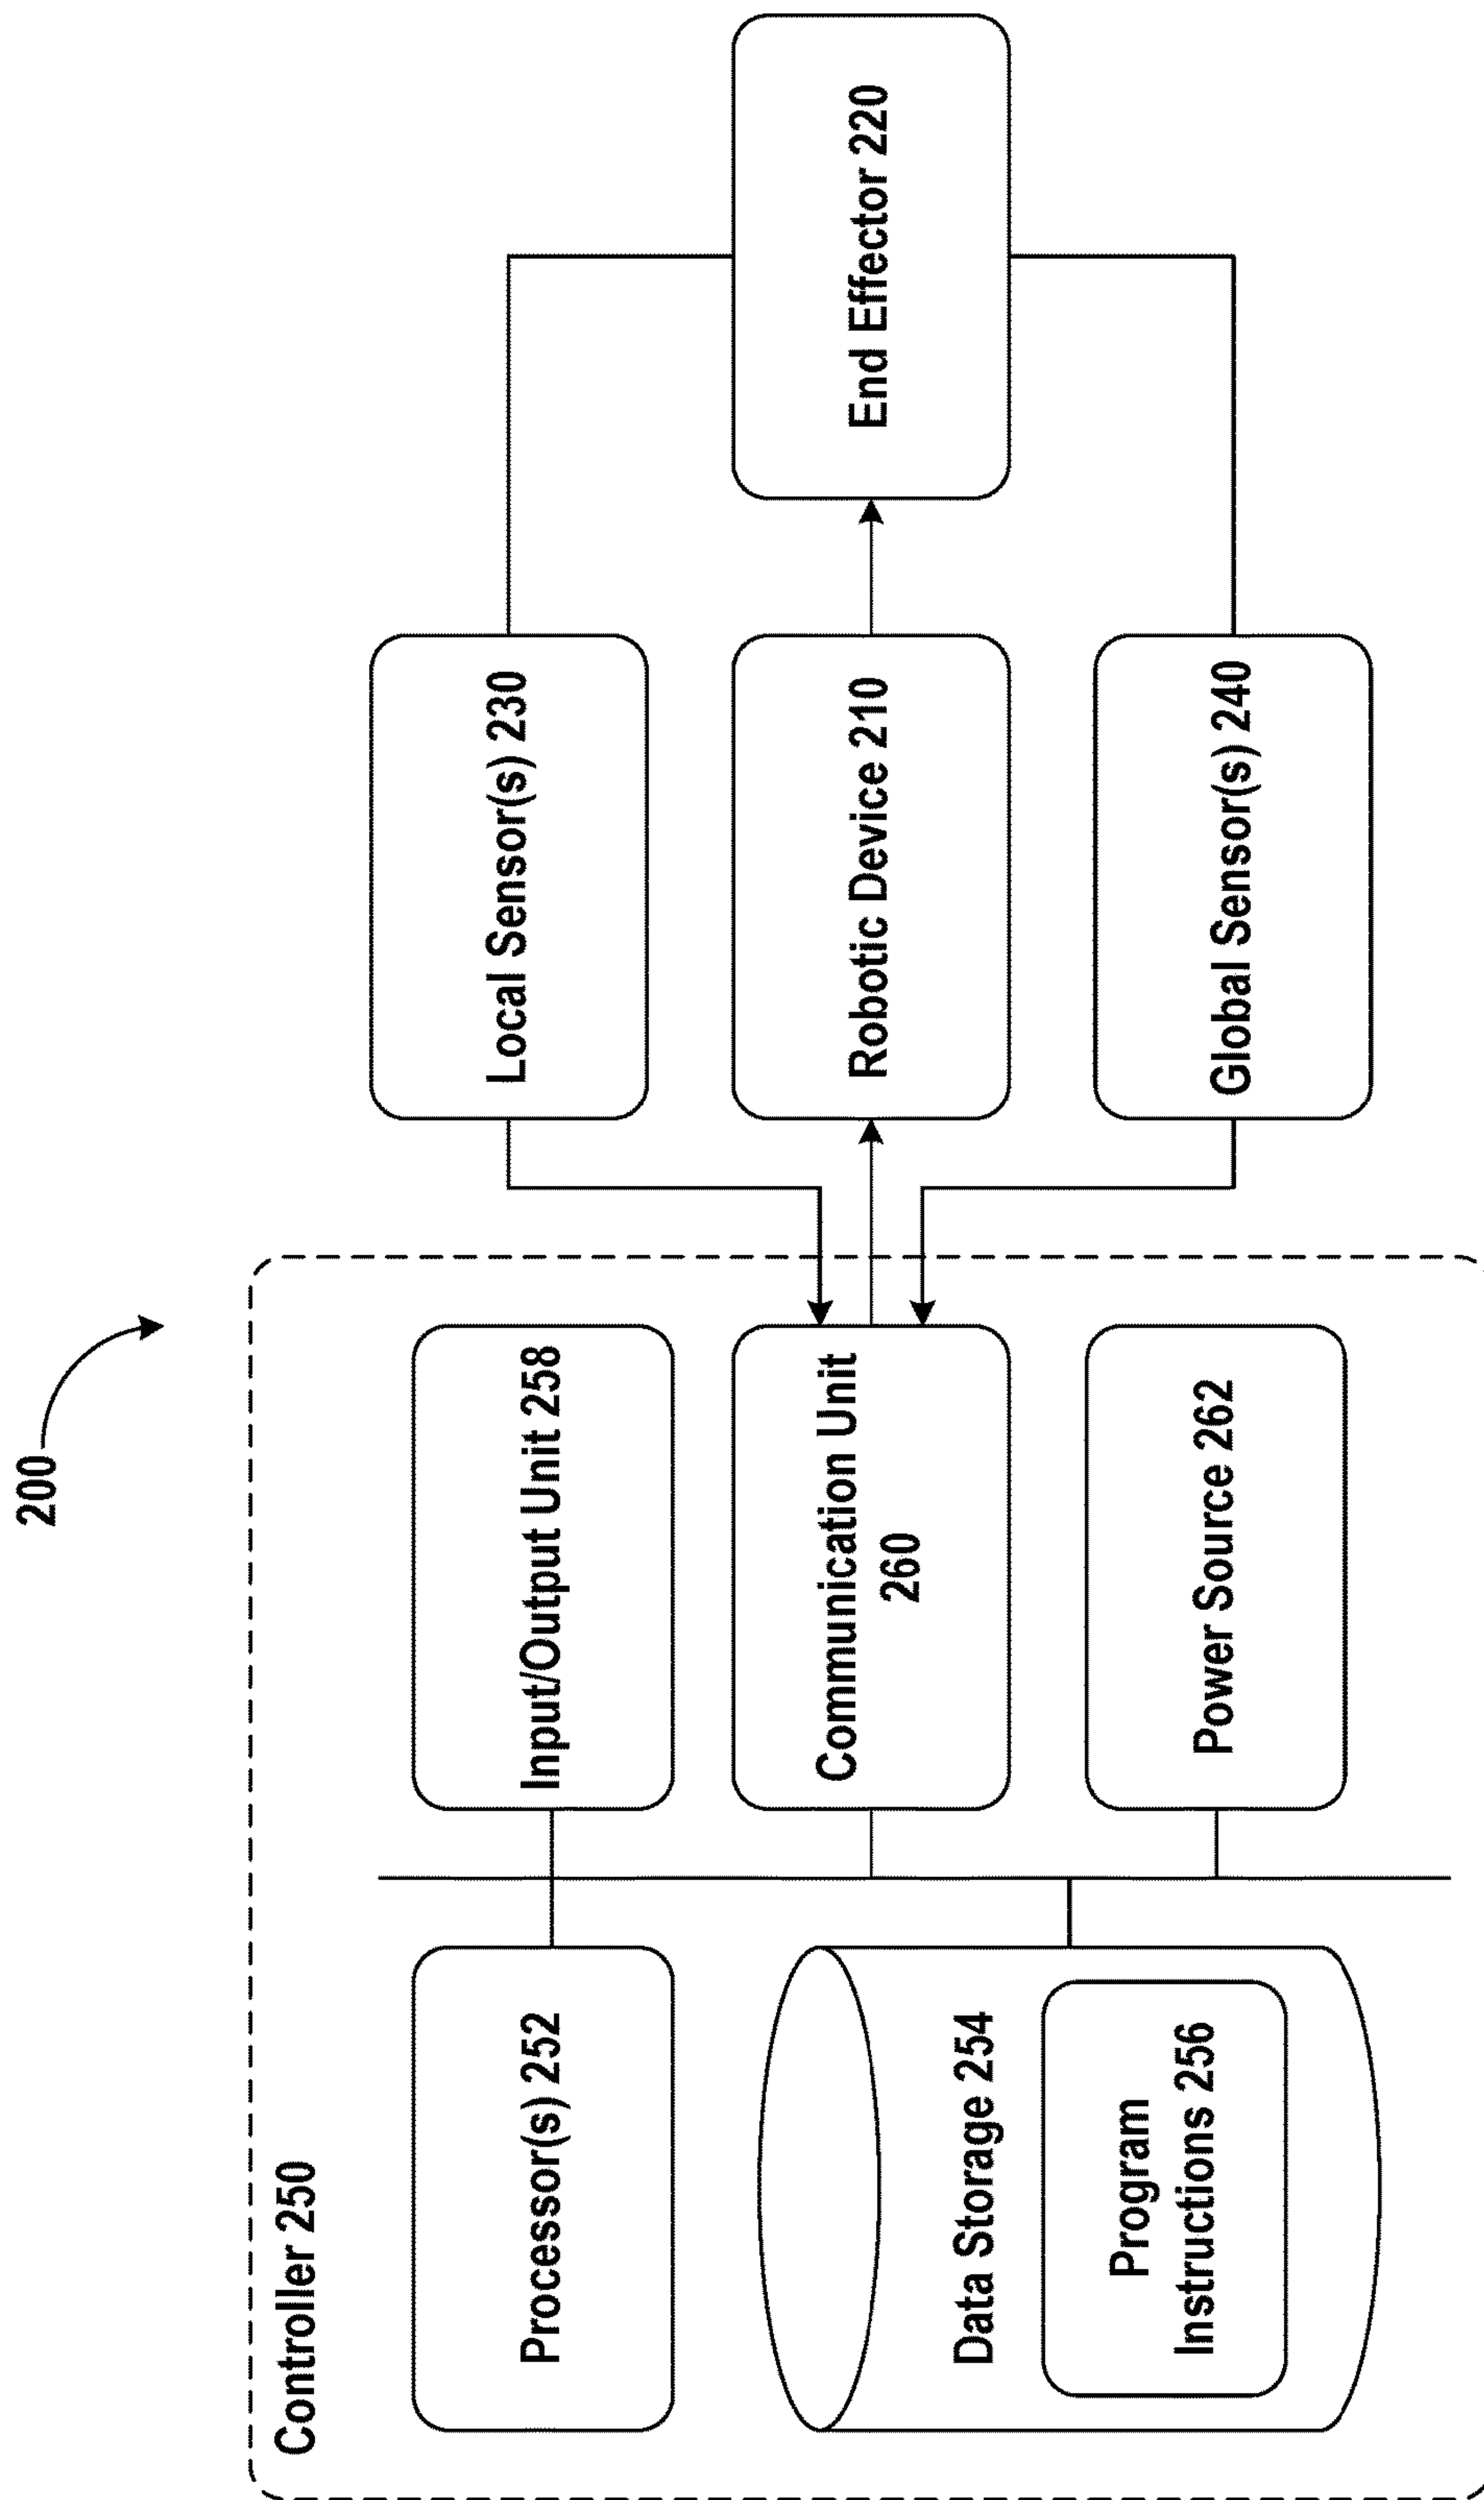 200
Controller 250
Processor(s) 252
Input/Output Unit 258
Local Sensor(s) 230
Communication Unit
260
Robotic Device 210
End Effector 220
Data Storage 254
Program
Instructions 256
Power Source 262
Global Sensor(s) 240